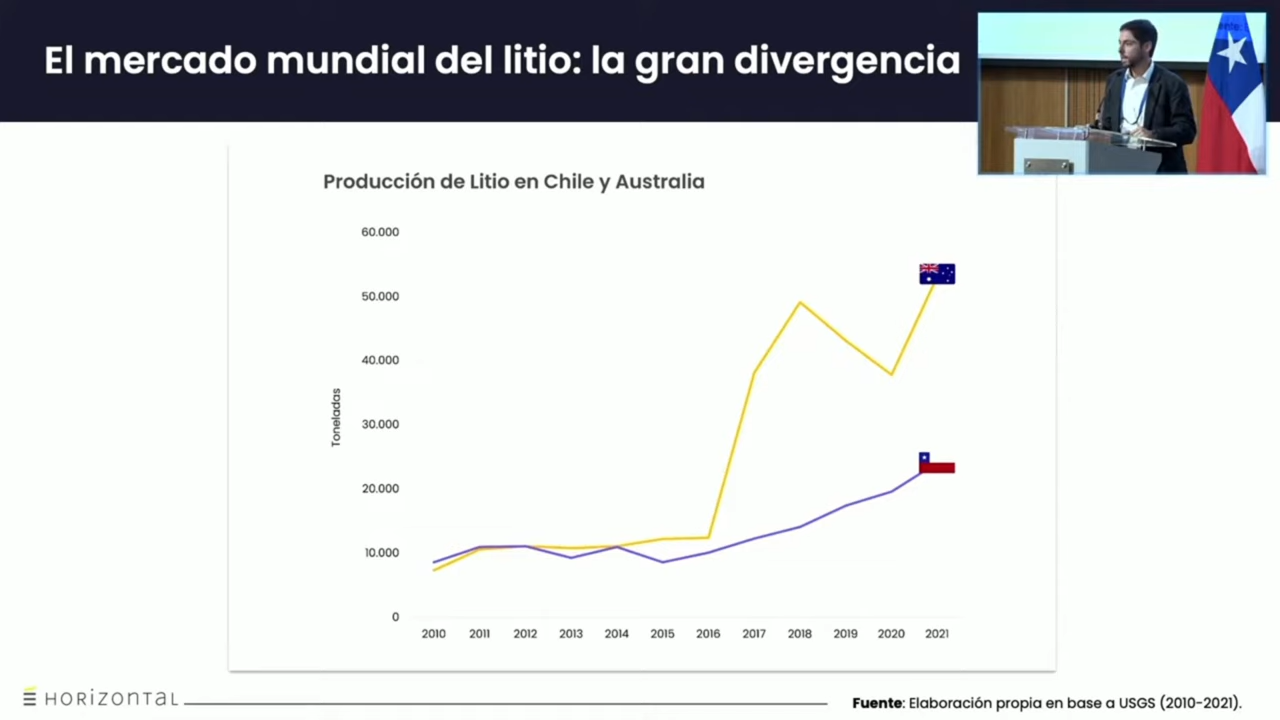 El mercado mundial del litio: la gran divergencia
Producción de Litio en Chile y Australia
60.000
50.000
40.000
30.000
20.000
10.000
0
Toneladas
2010 2011 2012 2013 2014 2015 2016 2017 2018 2019 2020 2021
HORIZONTAL
Fuente: Elaboración propia en base a USGS (2010-2021).